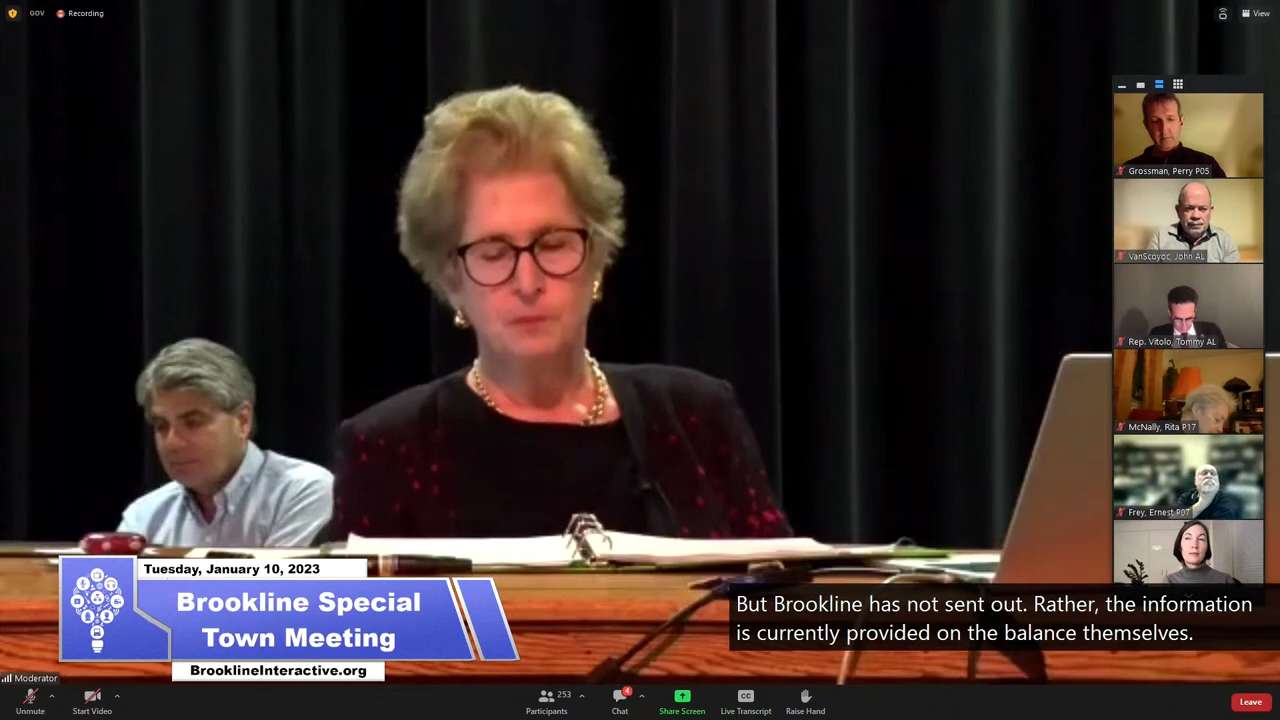 GOV
Recording
View
Grossman, Perry P05
VanScoyoc, John AL
Rep. Vitolo, Tommy AL
McNally, Rita P17
Frey, Ernest P07
Tuesday, January 10, 2023
Brookline Special
Town Meeting
BrooklineInteractive.org
But Brookline has not sent out. Rather, the information
is currently provided on the balance themselves.
Moderator
Unmute
Start Video
253
Participants
4
Chat
Share Screen
CC
Live Transcript
Raise Hand
Leave